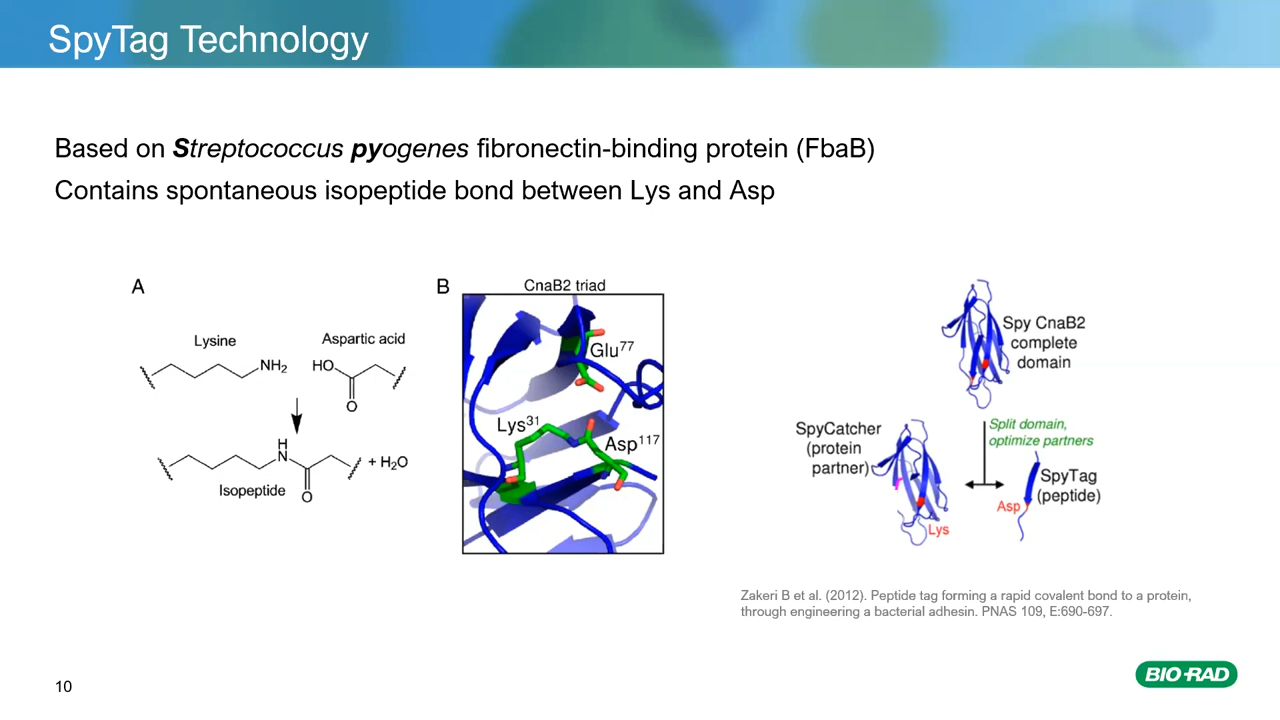 SpyTag Technology
Based on Streptococcus pyogenes fibronectin-binding protein (FbaB)
Contains spontaneous isopeptide bond between Lys and Asp
A
Lysine
Aspartic acid
NH2
HO
O
H
N
O
+ H2O
Isopeptide
B
CnaB2 triad
Glu77
Lys31
Asp117
Spy CnaB2
complete
domain
Split domain,
optimize partners
SpyCatcher
(protein
partner)
Lys
SpyTag
(peptide)
Asp
Zakeri B et al. (2012). Peptide tag forming a rapid covalent bond to a protein,
through engineering a bacterial adhesin. PNAS 109, E:690-697.
10
BIO-RAD